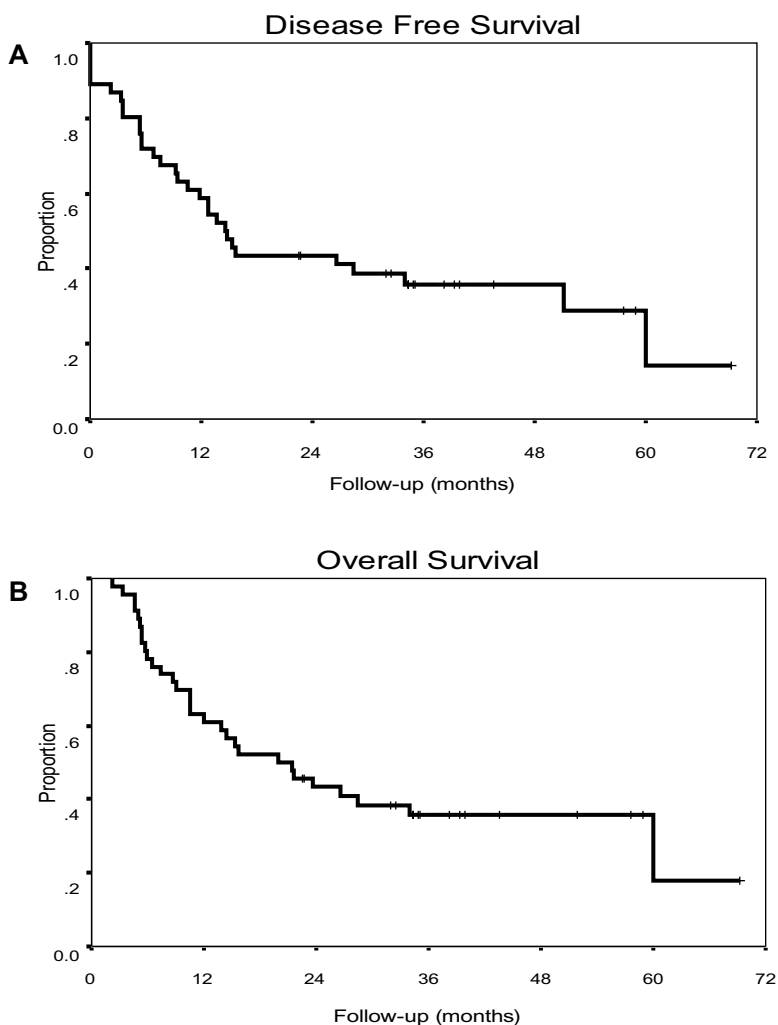 Disease Free Survival
A
1.0
.8
.6
.4
.2
0.0
Proportion
0 12 24 36 48 60 72
Follow-up (months)
Overall Survival
B
1.0
.8
.6
.4
.2
0.0
Proportion
0 12 24 36 48 60 72
Follow-up (months)